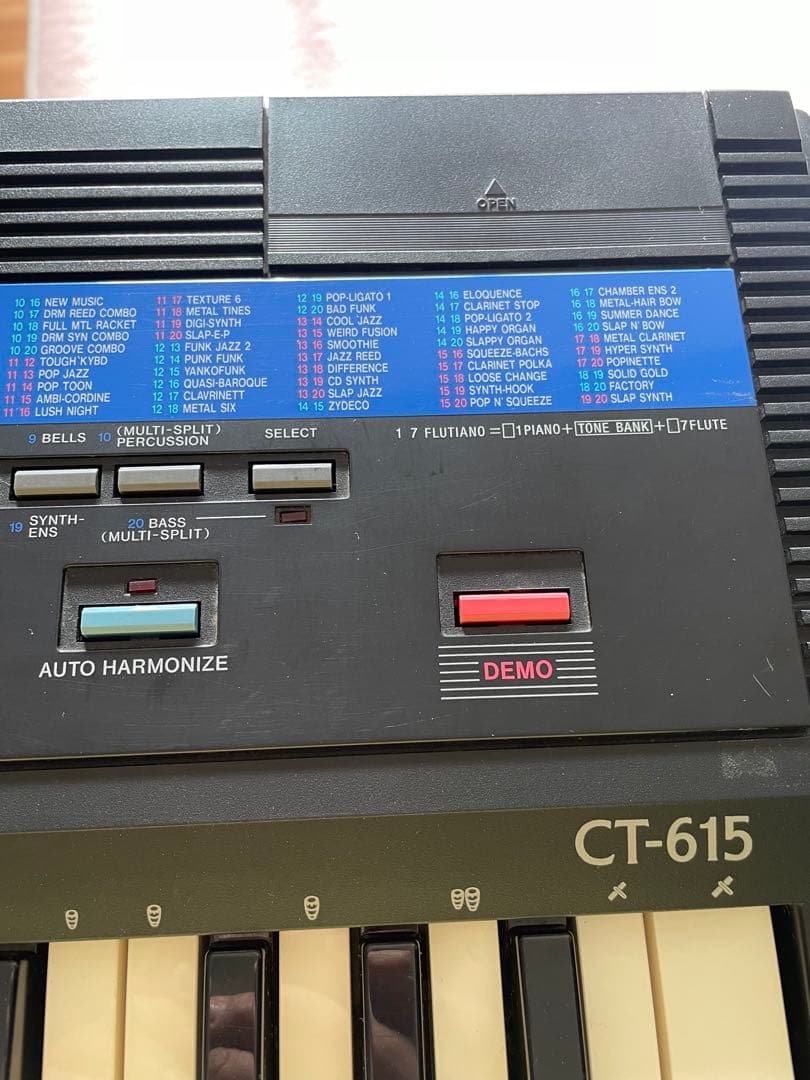 OPEN
10 16 NEW MUSIC
10 17 DRM REED COMBO
10 18 FULL MTL RACKET
10 19 DRM SYN COMBO
10 20 GROOVE COMBO
11 12 TOUGH KYBD
11 13 POP JAZZ
11 14 POP TOON
11 15 AMBI-CORDINE
11 16 LUSH NIGHT
11 17 TEXTURE 6
11 18 METAL TINES
11 19 DIGI-SYNTH
11 20 SLAP-E-P
12 13 FUNK JAZZ 2
12 14 PUNK FUNK
12 15 YANKOFUNK
12 16 QUASI-BAROQUE
12 17 CLAVRINETT
12 18 METAL SIX
12 19 POP-LIGATO 1
12 20 BAD FUNK
13 14 COOL JAZZ
13 15 WEIRD FUSION
13 16 SMOOTHIE
13 17 JAZZ REED
13 18 DIFFERENCE
13 19 CD SYNTH
13 20 SLAP JAZZ
14 15 ZYDECO
14 16 ELOQUENCE
14 17 CLARINET STOP
14 18 POP-LIGATO 2
14 19 HAPPY ORGAN
14 20 SLAPPY ORGAN
15 16 SQUEEZE-BACHS
15 17 CLARINET POLKA
15 18 LOOSE CHANGE
15 19 SYNTH-HOOK
15 20 POP N' SQUEEZE
16 17 CHAMBER ENS 2
16 18 METAL-HAIR BOW
16 19 SUMMER DANCE
16 20 SLAP N' BOW
17 18 METAL CLARINET
17 19 HYPER SYNTH
17 20 POPINETTE
18 19 SOLID GOLD
18 20 FACTORY
19 20 SLAP SYNTH
9 BELLS
10 (MULTI-SPLIT)
PERCUSSION
SELECT
1 7 FLUTIANO = □1PIANO + TONE BANK + □7FLUTE
19 SYNTH-
ENS
20 BASS
(MULTI-SPLIT)
AUTO HARMONIZE
DEMO
CT-615